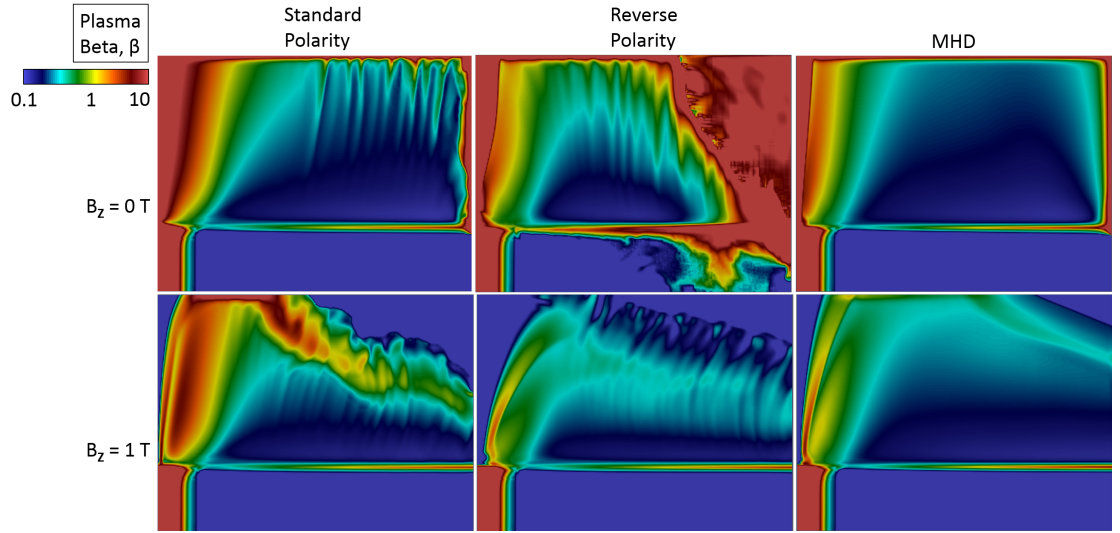 Plasma
Beta, β
0.1 1 10
Standard
Polarity
Reverse
Polarity
MHD
B_z = 0 T
B_z = 1 T